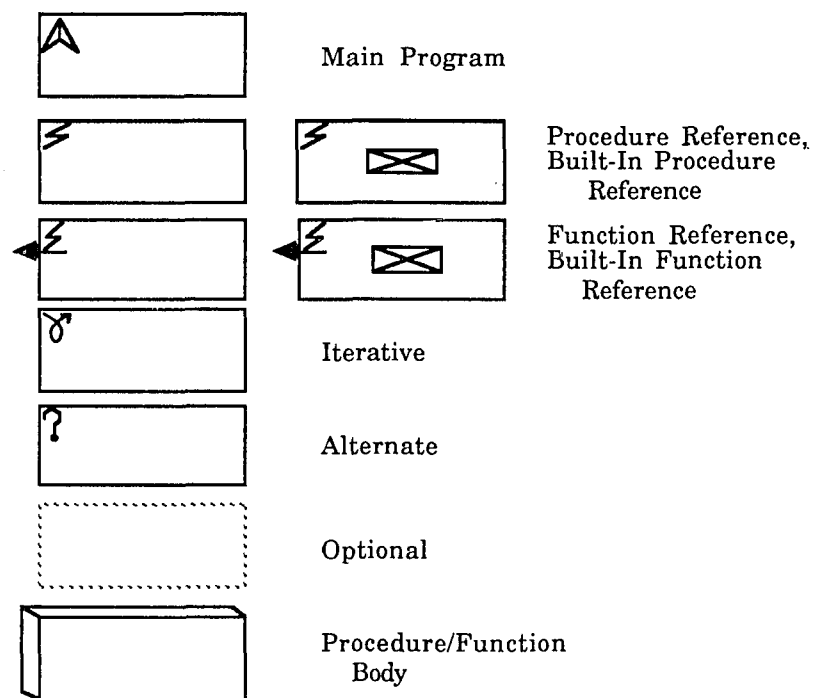 Main Program
Procedure Reference,
Built-In Procedure
Reference
Function Reference,
Built-In Function
Reference
Iterative
?
Alternate
Optional
Procedure/Function
Body